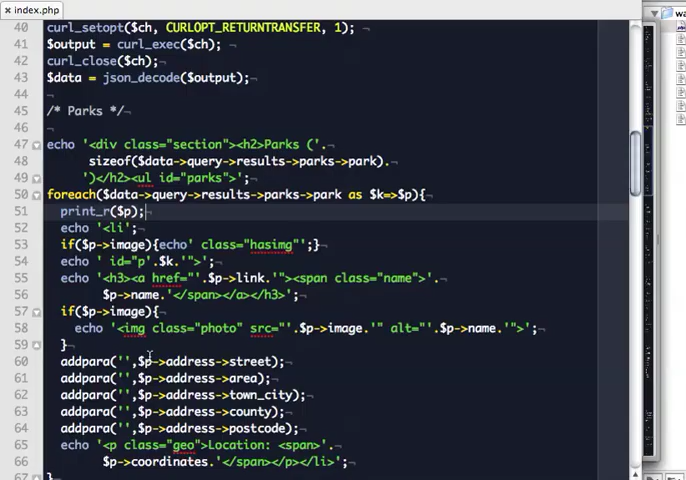 × index.php
wa
40 curl_setopt($ch, CURLOPT_RETURNTRANSFER, 1);¬
41 $output = curl_exec($ch);¬
42 curl_close($ch);¬
43 $data = json_decode($output);¬
44 ¬
45 /* Parks */¬
46 ¬
47 echo '<div class="section"><h2>Parks ('.¬
48 sizeof($data->query->results->parks->park).¬
49 ')</h2><ul id="parks">';¬
50 foreach($data->query->results->parks->park as $k=>$p){¬
51 print_r($p);¬
52 echo '<li';¬
53 if($p->image){echo' class="hasimg"';}¬
54 echo ' id="p'.$k.'">';¬
55 echo '<h3><a href="'.$p->link.'"><span class="name">'.¬
56 $p->name.'</span></a></h3>';¬
57 if($p->image){¬
58 echo '<img class="photo" src="'.$p->image.'" alt="'.$p->name.'">';¬
59 }¬
60 addpara('',$p->address->street);¬
61 addpara('',$p->address->area);¬
62 addpara('',$p->address->town_city);¬
63 addpara('',$p->address->county);¬
64 addpara('',$p->address->postcode);¬
65 echo '<p class="geo">Location: <span>'.¬
66 $p->coordinates.'</span></p></li>';¬
67 }¬